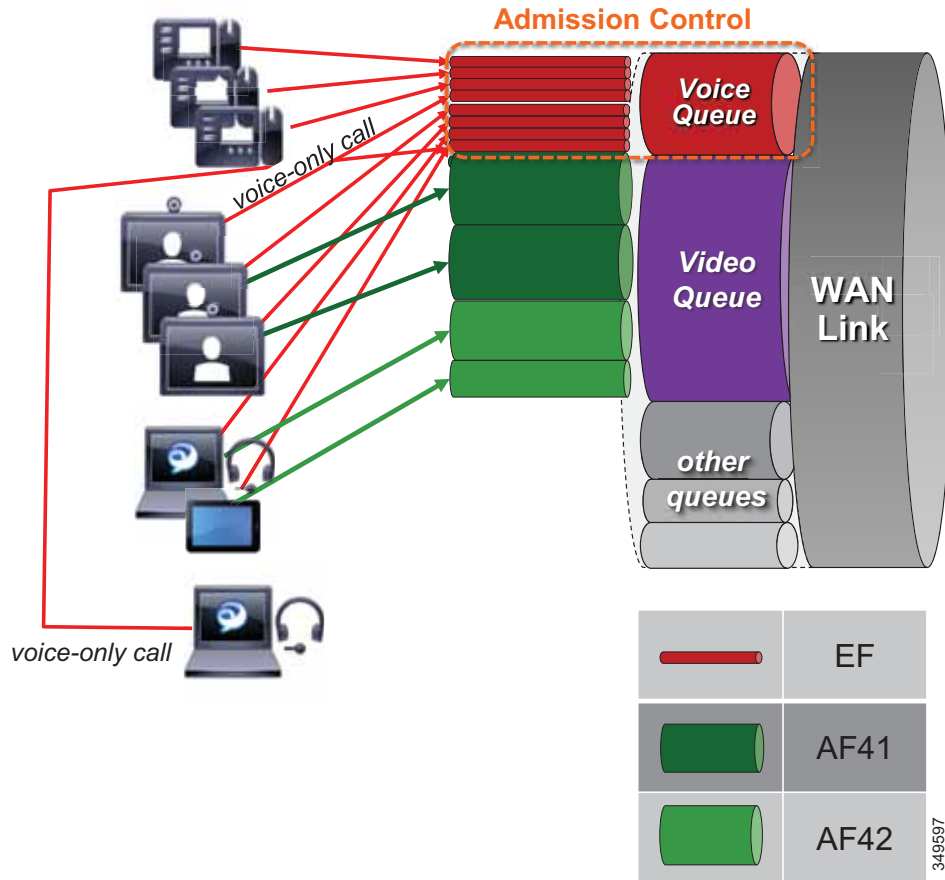 Admission Control
Voice
Queue
voice-only call
Video
Queue
WAN
Link
other
queues
voice-only call
EF
AF41
AF42
349597